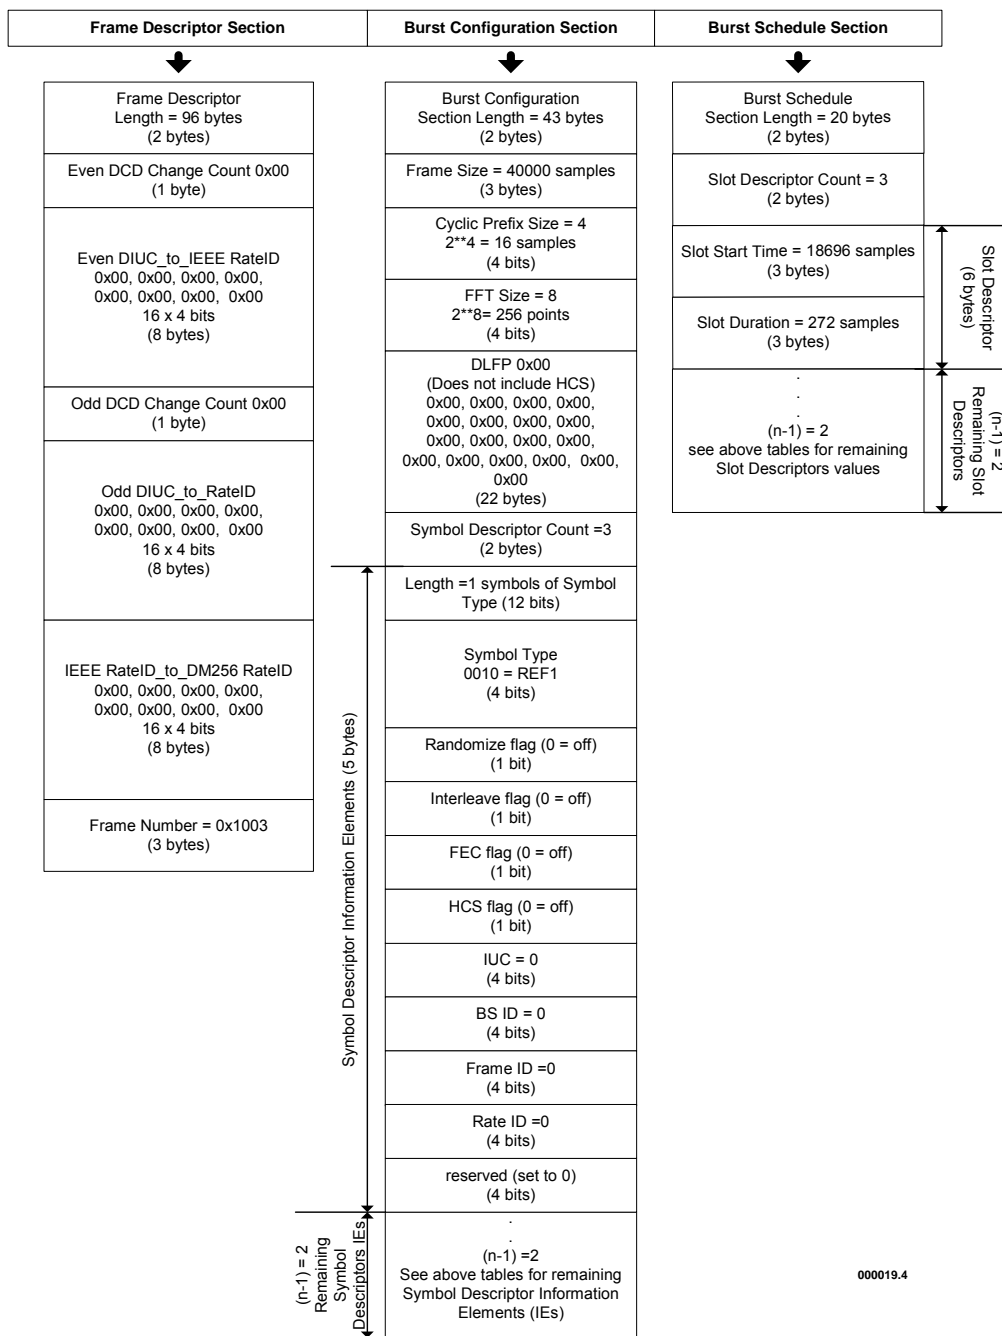 Frame Descriptor Section
Burst Configuration Section
Burst Schedule Section
Frame Descriptor
Length = 96 bytes
(2 bytes)
Even DCD Change Count 0x00
(1 byte)
Even DIUC_to_IEEE RateID
0x00, 0x00, 0x00, 0x00,
0x00, 0x00, 0x00,  0x00
16 x 4 bits
(8 bytes)
Odd DCD Change Count 0x00
(1 byte)
Odd DIUC_to_RateID
0x00, 0x00, 0x00, 0x00,
0x00, 0x00, 0x00,  0x00
16 x 4 bits
(8 bytes)
IEEE RateID_to_DM256 RateID
0x00, 0x00, 0x00, 0x00,
0x00, 0x00, 0x00,  0x00
16 x 4 bits
(8 bytes)
Frame Number = 0x1003
(3 bytes)
Burst Configuration
Section Length = 43 bytes
(2 bytes)
Frame Size = 40000 samples
(3 bytes)
Cyclic Prefix Size = 4
2**4 = 16 samples
(4 bits)
FFT Size = 8
2**8= 256 points
(4 bits)
DLFP 0x00
(Does not include HCS)
0x00, 0x00, 0x00, 0x00,
0x00, 0x00, 0x00, 0x00,
0x00, 0x00, 0x00, 0x00,
0x00, 0x00, 0x00, 0x00,  0x00,
0x00
(22 bytes)
Symbol Descriptor Count =3
(2 bytes)
Length =1 symbols of Symbol
Type (12 bits)
Symbol Type
0010 = REF1
(4 bits)
Randomize flag (0 = off)
(1 bit)
Interleave flag (0 = off)
(1 bit)
FEC flag (0 = off)
(1 bit)
HCS flag (0 = off)
(1 bit)
IUC = 0
(4 bits)
BS ID = 0
(4 bits)
Frame ID =0
(4 bits)
Rate ID =0
(4 bits)
reserved (set to 0)
(4 bits)
.
.
(n-1) =2
See above tables for remaining
Symbol Descriptor Information
Elements (IEs)
Symbol Descriptor Information Elements (5 bytes)
(n-1) = 2
Remaining
Symbol
Descriptors IEs
Burst Schedule
Section Length = 20 bytes
(2 bytes)
Slot Descriptor Count = 3
(2 bytes)
Slot Start Time = 18696 samples
(3 bytes)
Slot Duration = 272 samples
(3 bytes)
.
.
.
(n-1) = 2
see above tables for remaining
Slot Descriptors values
Slot Descriptor
(6 bytes)
(n-1) = 2
Remaining Slot
Descriptors
000019.4